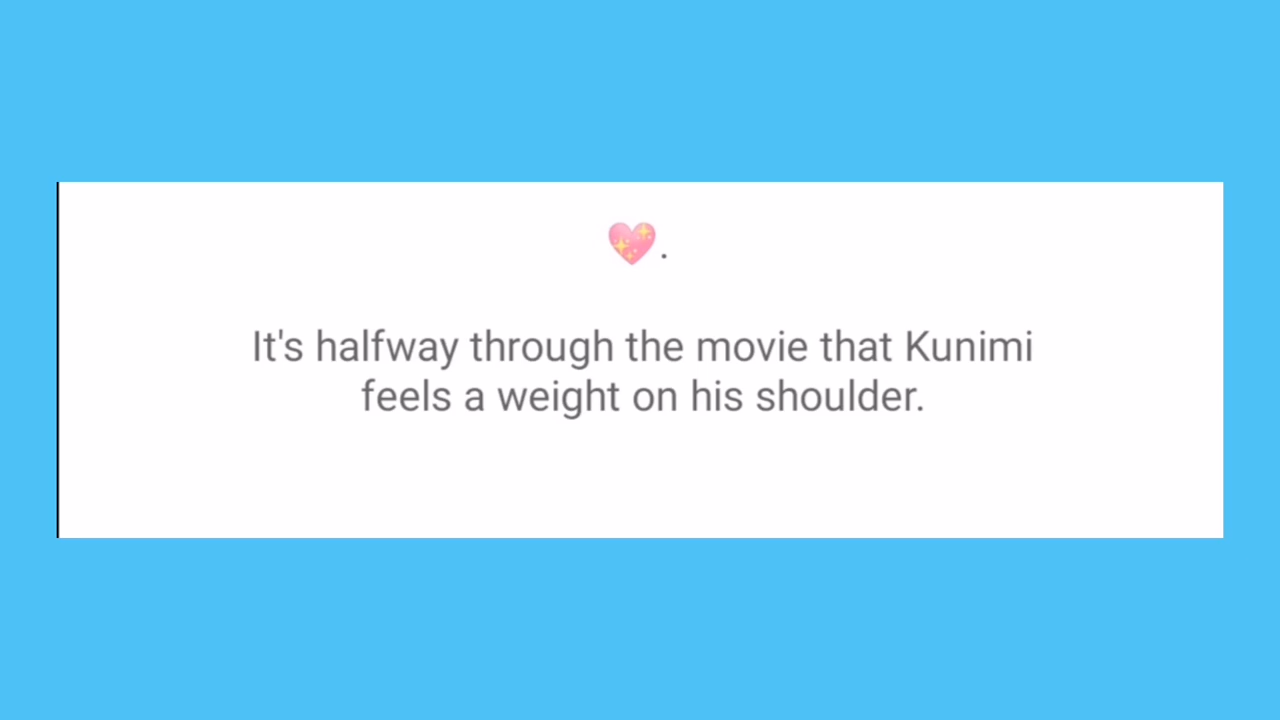 💖.
It's halfway through the movie that Kunimi
feels a weight on his shoulder.